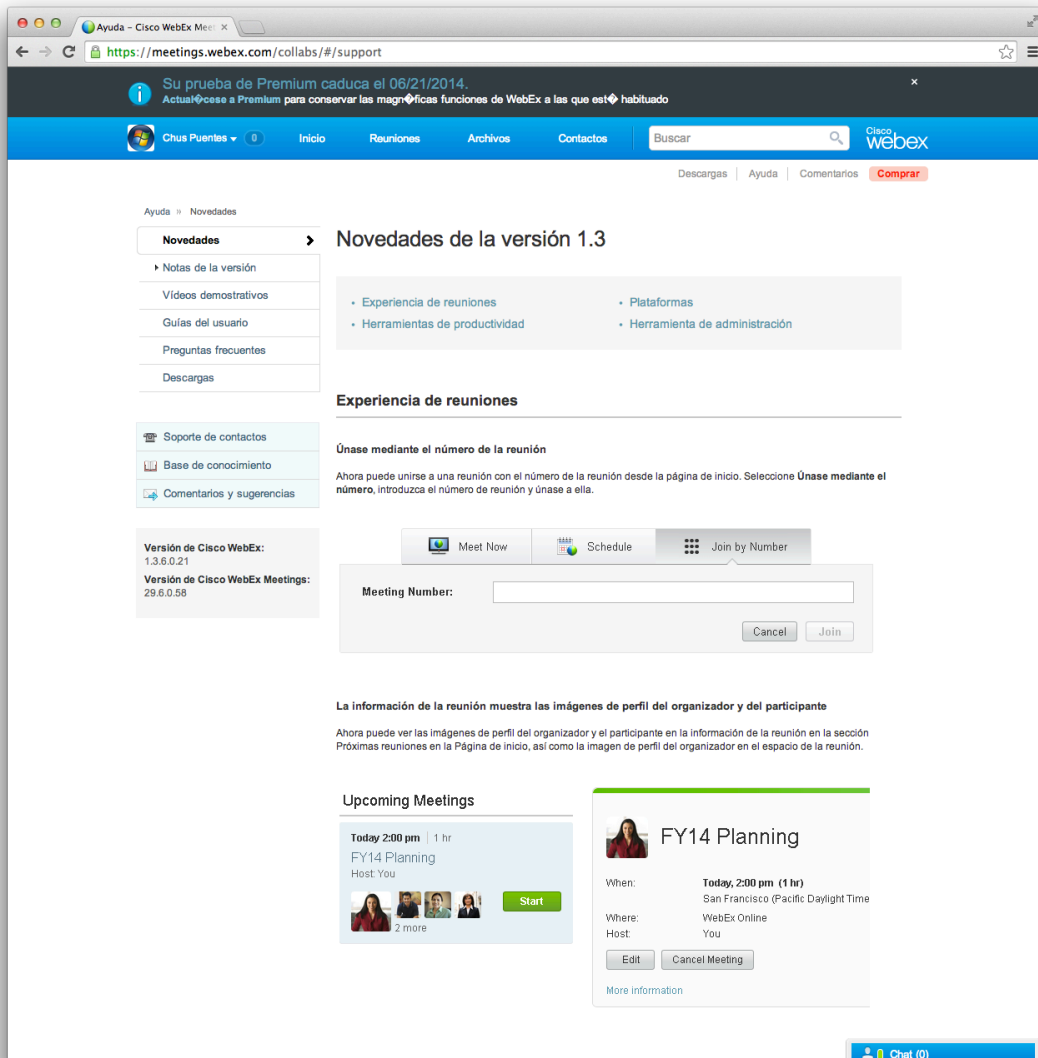 Ayuda – Cisco WebEx Mee
https://meetings.webex.com/collabs/#/support
Su prueba de Premium caduca el 06/21/2014.
Actual�cese a Premium para conservar las magn�ficas funciones de WebEx a las que est� habituado
Chus Puentes 0 Inicio Reuniones Archivos Contactos Buscar Cisco webex
Descargas Ayuda Comentarios Comprar
Ayuda » Novedades
Novedades
Notas de la versión
Vídeos demostrativos
Guías del usuario
Preguntas frecuentes
Descargas
Soporte de contactos
Base de conocimiento
Comentarios y sugerencias
Versión de Cisco WebEx:
1.3.6.0.21
Versión de Cisco WebEx Meetings:
29.6.0.58
Novedades de la versión 1.3
• Experiencia de reuniones • Plataformas
• Herramientas de productividad • Herramienta de administración
Experiencia de reuniones
Únase mediante el número de la reunión
Ahora puede unirse a una reunión con el número de la reunión desde la página de inicio. Seleccione Únase mediante el
número, introduzca el número de reunión y únase a ella.
Meet Now Schedule Join by Number
Meeting Number:
Cancel Join
La información de la reunión muestra las imágenes de perfil del organizador y del participante
Ahora puede ver las imágenes de perfil del organizador y el participante en la información de la reunión en la sección
Próximas reuniones en la Página de inicio, así como la imagen de perfil del organizador en el espacio de la reunión.
Upcoming Meetings
Today 2:00 pm | 1 hr
FY14 Planning
Host: You
2 more
Start
FY14 Planning
When: Today, 2:00 pm (1 hr)
San Francisco (Pacific Daylight Time
Where: WebEx Online
Host: You
Edit Cancel Meeting
More information
Chat (0)